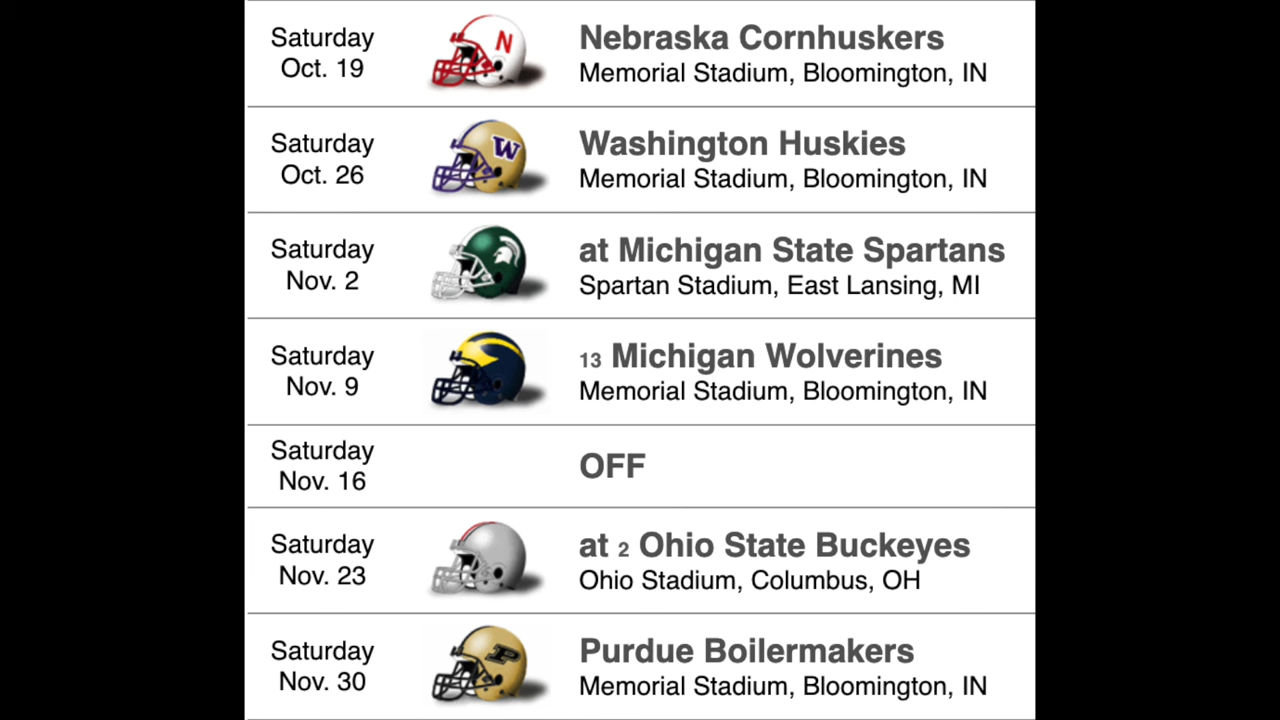 Saturday
Oct. 19
N
Nebraska Cornhuskers
Memorial Stadium, Bloomington, IN
Saturday
Oct. 26
W
Washington Huskies
Memorial Stadium, Bloomington, IN
Saturday
Nov. 2
at Michigan State Spartans
Spartan Stadium, East Lansing, MI
Saturday
Nov. 9
13 Michigan Wolverines
Memorial Stadium, Bloomington, IN
Saturday
Nov. 16
OFF
Saturday
Nov. 23
at 2 Ohio State Buckeyes
Ohio Stadium, Columbus, OH
Saturday
Nov. 30
P
Purdue Boilermakers
Memorial Stadium, Bloomington, IN